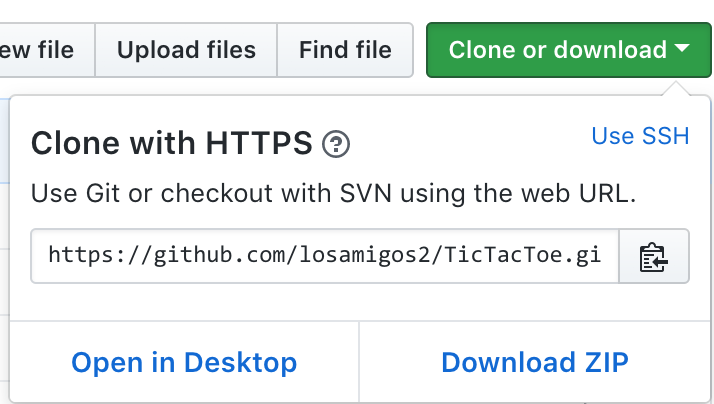 ew file Upload files Find file Clone or download
Clone with HTTPS ?
Use SSH
Use Git or checkout with SVN using the web URL.
https://github.com/losamigos2/TicTacToe.gi
Open in Desktop Download ZIP